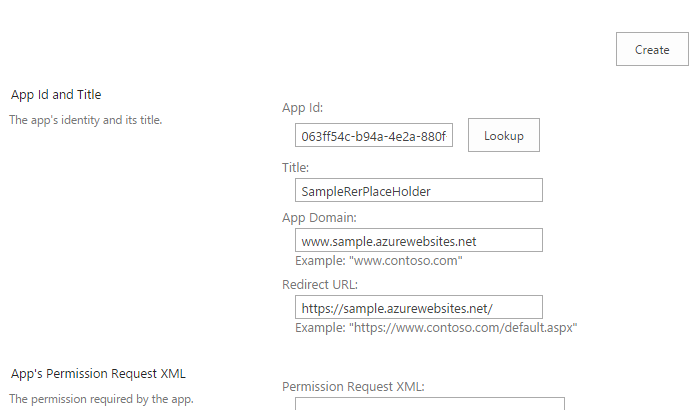 Create
App Id and Title
The app's identity and its title.
App Id:
063ff54c-b94a-4e2a-880f
Lookup
Title:
SampleRerPlaceHolder
App Domain:
www.sample.azurewebsites.net
Example: "www.contoso.com"
Redirect URL:
https://sample.azurewebsites.net/
Example: "https://www.contoso.com/default.aspx"
App's Permission Request XML
The permission required by the app.
Permission Request XML: